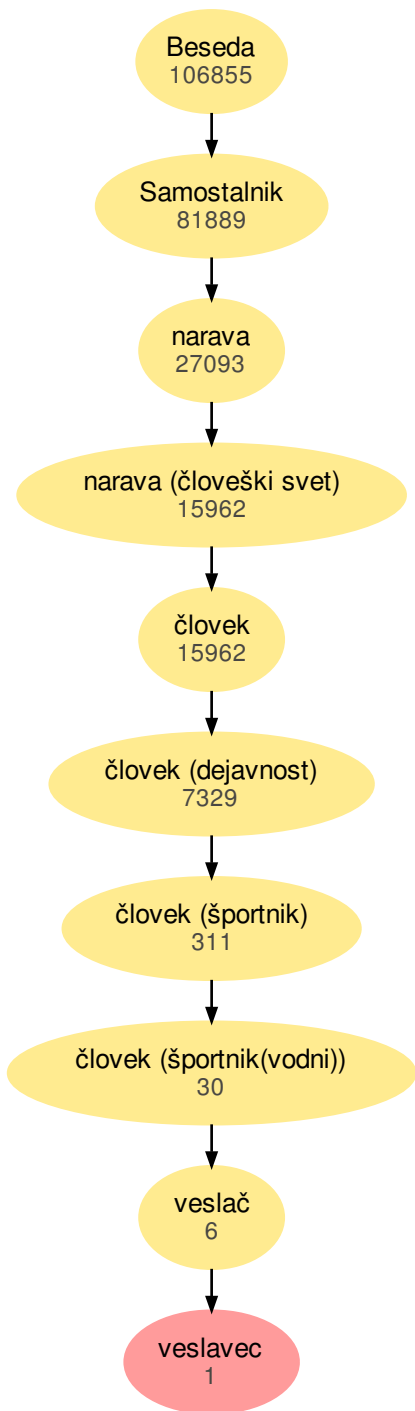 Beseda
106855
Samostalnik
81889
narava
27093
narava (človeški svet)
15962
človek
15962
človek (dejavnost)
7329
človek (športnik)
311
človek (športnik(vodni))
30
veslač
6
veslavec
1